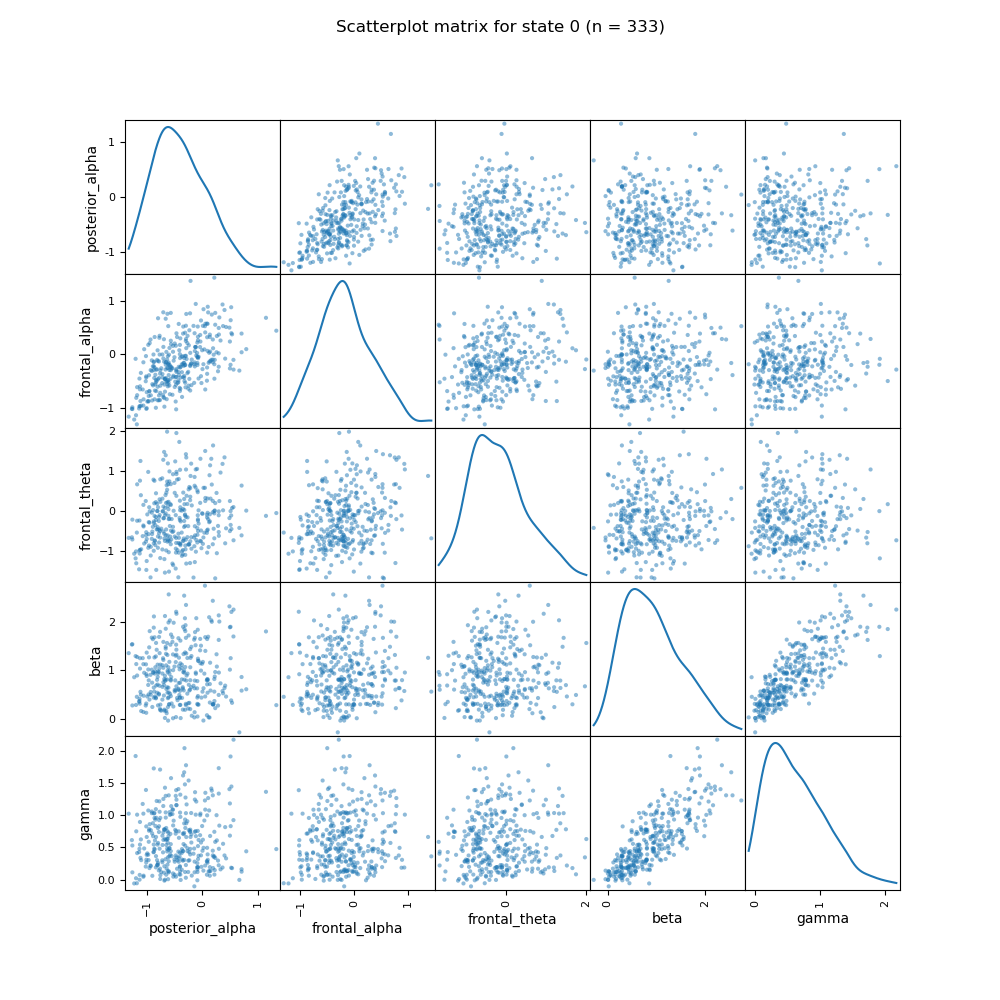 Scatterplot matrix for state 0 (n = 333)
posterior_alpha
1
0
−1
frontal_alpha
1
0
−1
frontal_theta
2
1
0
−1
beta
2
1
0
gamma
2.0
1.5
1.0
0.5
0.0
−1 0 1
posterior_alpha
−1 0 1
frontal_alpha
0 2
frontal_theta
0 2
beta
0 1 2
gamma